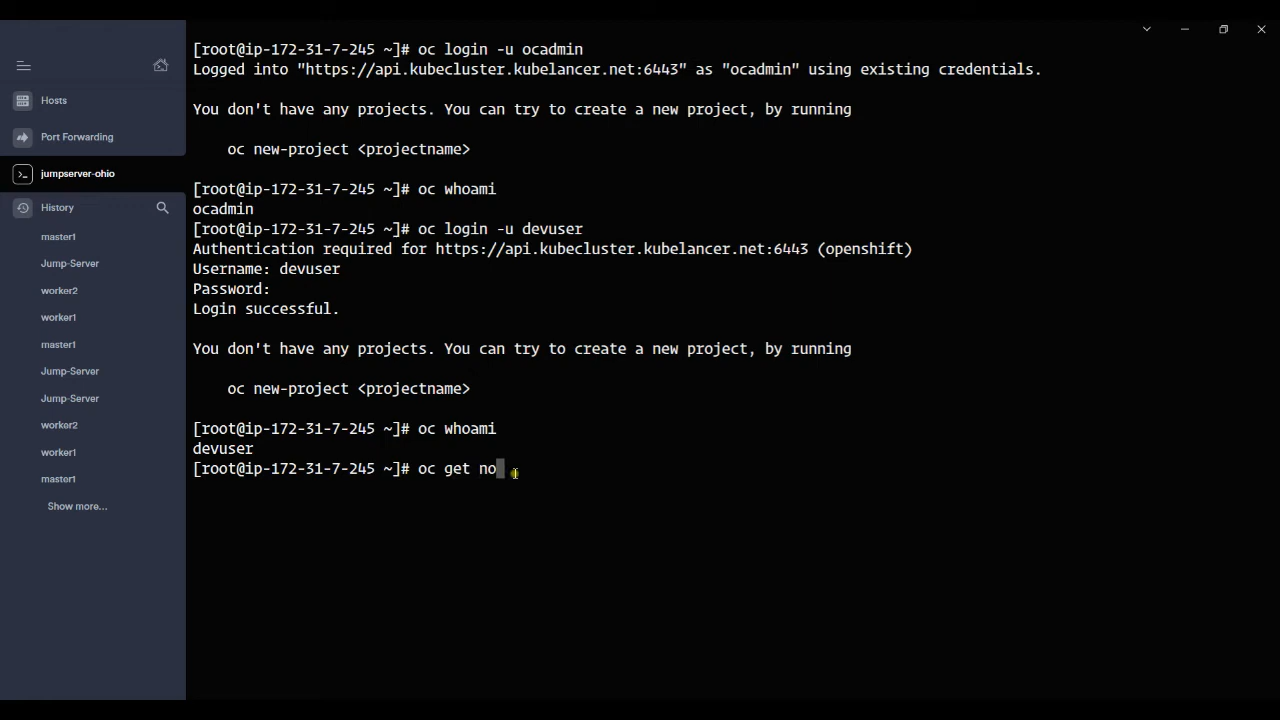 Hosts
Port Forwarding
jumpserver-ohio
History
master1
Jump-Server
worker2
worker1
master1
Jump-Server
Jump-Server
worker2
worker1
master1
Show more...
[root@ip-172-31-7-245 ~]# oc login -u ocadmin
Logged into "https://api.kubecluster.kubelancer.net:6443" as "ocadmin" using existing credentials.
You don't have any projects. You can try to create a new project, by running
oc new-project <projectname>
[root@ip-172-31-7-245 ~]# oc whoami
ocadmin
[root@ip-172-31-7-245 ~]# oc login -u devuser
Authentication required for https://api.kubecluster.kubelancer.net:6443 (openshift)
Username: devuser
Password:
Login successful.
You don't have any projects. You can try to create a new project, by running
oc new-project <projectname>
[root@ip-172-31-7-245 ~]# oc whoami
devuser
[root@ip-172-31-7-245 ~]# oc get no